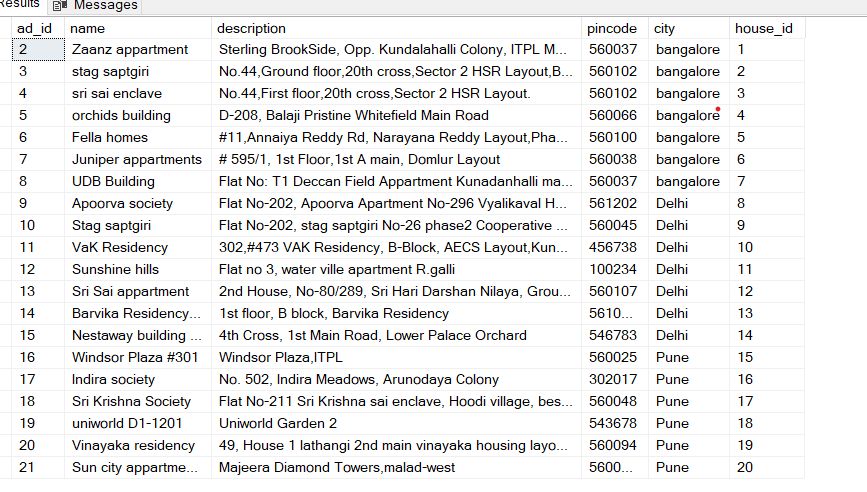 Results Messages
ad_id name description pincode city house_id
2 Zaanz appartment Sterling BrookSide, Opp. Kundalahalli Colony, ITPL M... 560037 bangalore 1
3 stag saptgiri No.44,Ground floor,20th cross,Sector 2 HSR Layout,B... 560102 bangalore 2
4 sri sai enclave No.44,First floor,20th cross,Sector 2 HSR Layout. 560102 bangalore 3
5 orchids building D-208, Balaji Pristine Whitefield Main Road 560066 bangalore 4
6 Fella homes #11,Annaiya Reddy Rd, Narayana Reddy Layout,Pha... 560100 bangalore 5
7 Juniper appartments # 595/1, 1st Floor,1st A main, Domlur Layout 560038 bangalore 6
8 UDB Building Flat No: T1 Deccan Field Appartment Kunadanhalli ma... 560037 bangalore 7
9 Apoorva society Flat No-202, Apoorva Apartment No-296 Vyalikaval H... 561202 Delhi 8
10 Stag saptgiri Flat No-202, stag saptgiri No-26 phase2 Cooperative ... 560045 Delhi 9
11 VaK Residency 302,#473 VAK Residency, B-Block, AECS Layout,Kun... 456738 Delhi 10
12 Sunshine hills Flat no 3, water ville apartment R.galli 100234 Delhi 11
13 Sri Sai appartment 2nd House, No-80/289, Sri Hari Darshan Nilaya, Grou... 560107 Delhi 12
14 Barvika Residency... 1st floor, B block, Barvika Residency 5610... Delhi 13
15 Nestaway building ... 4th Cross, 1st Main Road, Lower Palace Orchard 546783 Delhi 14
16 Windsor Plaza #301 Windsor Plaza,ITPL 560025 Pune 15
17 Indira society No. 502, Indira Meadows, Arunodaya Colony 302017 Pune 16
18 Sri Krishna Society Flat No-211 Sri Krishna sai enclave, Hoodi village, bes... 560048 Pune 17
19 uniworld D1-1201 Uniworld Garden 2 543678 Pune 18
20 Vinayaka residency 49, House 1 lathangi 2nd main vinayaka housing layo... 560094 Pune 19
21 Sun city appartme... Majeera Diamond Towers,malad-west 5600... Pune 20